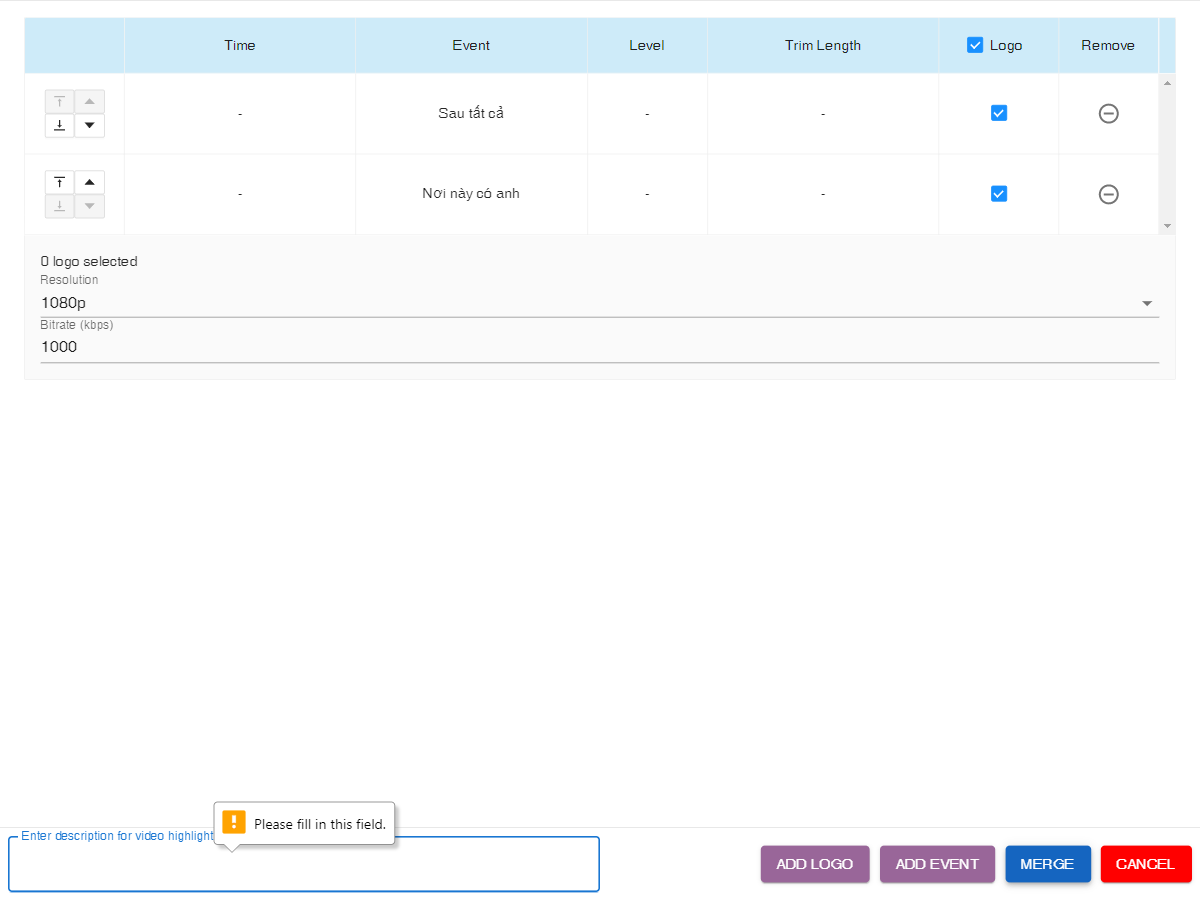 Time Event Level Trim Length Logo Remove
- Sau tất cả - -
- Nơi này có anh - -
0 logo selected
Resolution
1080p
Bitrate (kbps)
1000
Please fill in this field.
Enter description for video highlight
ADD LOGO ADD EVENT MERGE CANCEL